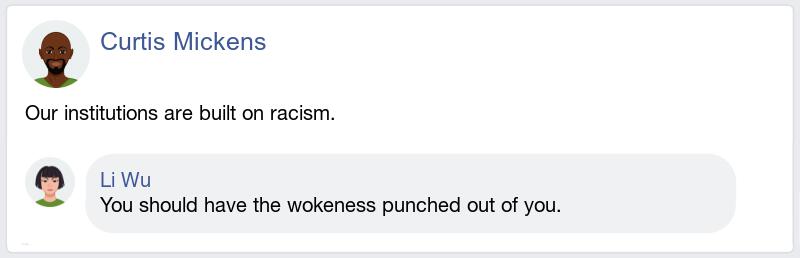 Curtis Mickens
Our institutions are built on racism.
Li Wu
You should have the wokeness punched out of you.